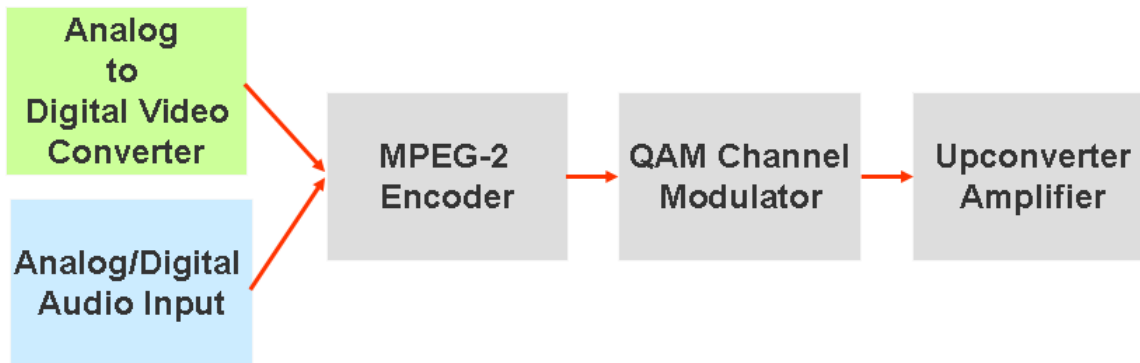 Analog
to
Digital Video
Converter
Analog/Digital
Audio Input
MPEG-2
Encoder
QAM Channel
Modulator
Upconverter
Amplifier